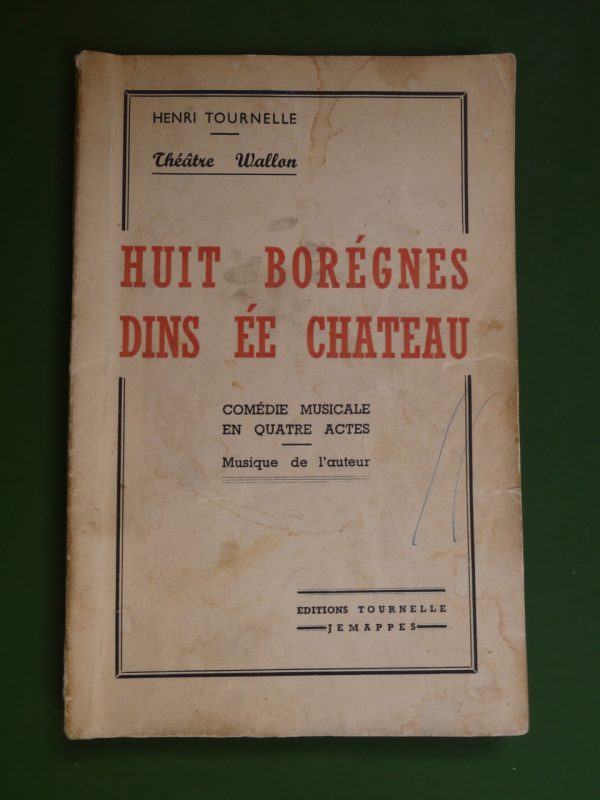 HENRI TOURNELLE
Théâtre Wallon
HUIT BORÉGNES
DINS ÉE CHATEAU
COMÉDIE MUSICALE
EN QUATRE ACTES
Musique de l'auteur
EDITIONS TOURNELLE
JEMAPPES